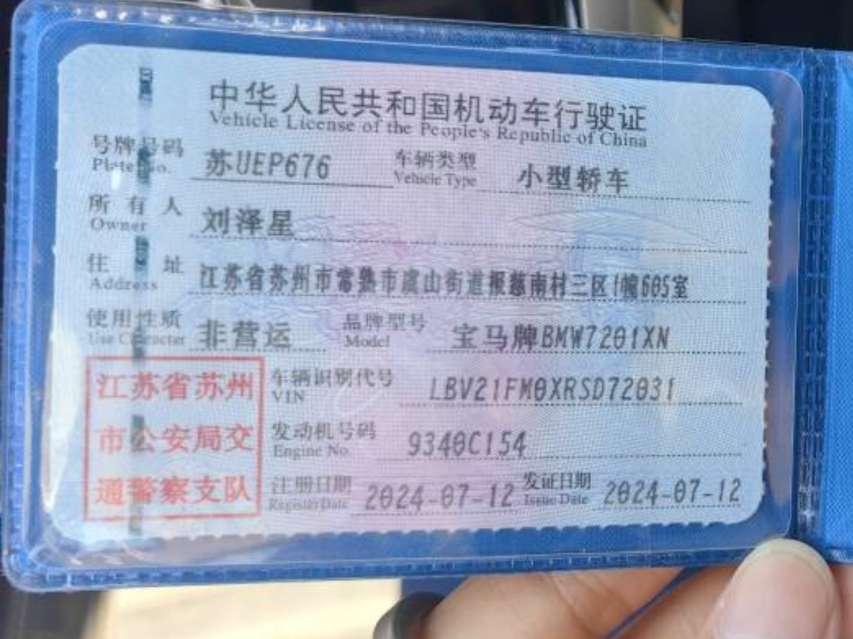 中华人民共和国机动车行驶证
Vehicle License of the People's Republic of China
号牌号码 苏UEP676 车辆类型 小型轿车
Plate No. Vehicle Type
所有人 刘泽星
Owner
住址 江苏省苏州市常熟市虞山街道报慈南村三区1幢605室
Address
使用性质 非营运 品牌型号 宝马牌BMW7201XN
Use Character Model
江苏省苏州 车辆识别代号 LBV21FM0XRSD72031
VIN
市公安局交 发动机号码 9340C154
Engine No.
通警察支队 注册日期 2024-07-12 发证日期 2024-07-12
Register Date Issue Date